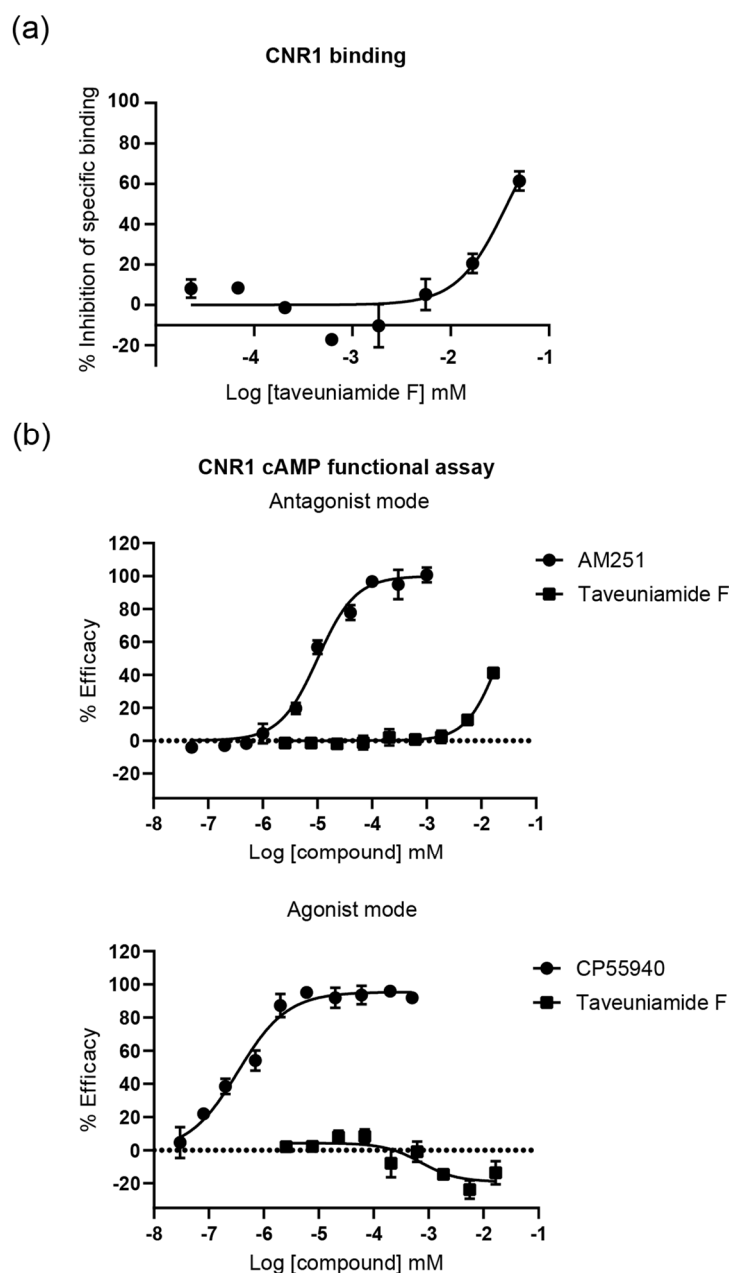 (a)
CNR1 binding
% Inhibition of specific binding
100
80
60
40
20
0
-20
-4
-3
-2
-1
Log [taveuniamide F] mM
(b)
CNR1 cAMP functional assay
Antagonist mode
% Efficacy
120
100
80
60
40
20
0
-20
-8
-7
-6
-5
-4
-3
-2
-1
Log [compound] mM
AM251
Taveuniamide F
Agonist mode
% Efficacy
120
100
80
60
40
20
0
-20
-8
-7
-6
-5
-4
-3
-2
-1
Log [compound] mM
CP55940
Taveuniamide F